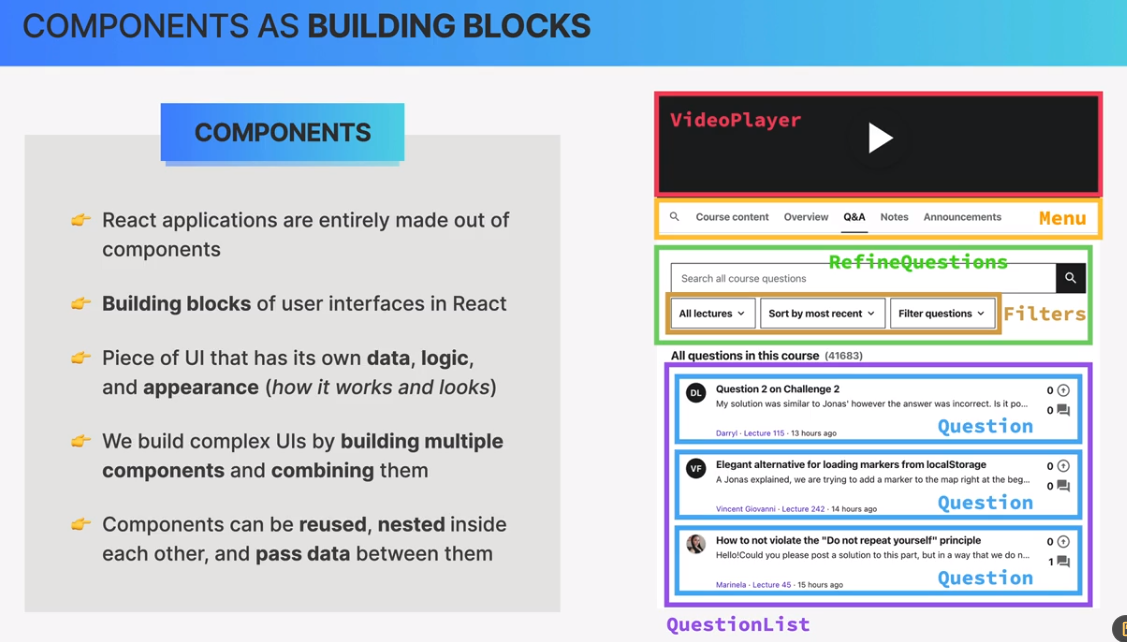 COMPONENTS AS BUILDING BLOCKS
COMPONENTS
React applications are entirely made out of
components
Building blocks of user interfaces in React
Piece of UI that has its own data, logic,
and appearance (how it works and looks)
We build complex UIs by building multiple
components and combining them
Components can be reused, nested inside
each other, and pass data between them
VideoPlayer
Course content Overview Q&A Notes Announcements Menu
RefineQuestions
Search all course questions
All lectures Sort by most recent Filter questions Filters
All questions in this course (41683)
DL Question 2 on Challenge 2 0
My solution was similar to Jonas' however the answer was incorrect. Is it po... 0
Question
Darryl · Lecture 115 · 13 hours ago
VF Elegant alternative for loading markers from localStorage 0
A Jonas explained, we are trying to add a marker to the map right at the beg... 0
Question
Vincent Giovanni · Lecture 242 · 14 hours ago
How to not violate the "Do not repeat yourself" principle 0
Hello!Could you please post a solution to this part, but in a way that we do n... 1
Question
Marinela · Lecture 45 · 15 hours ago
QuestionList